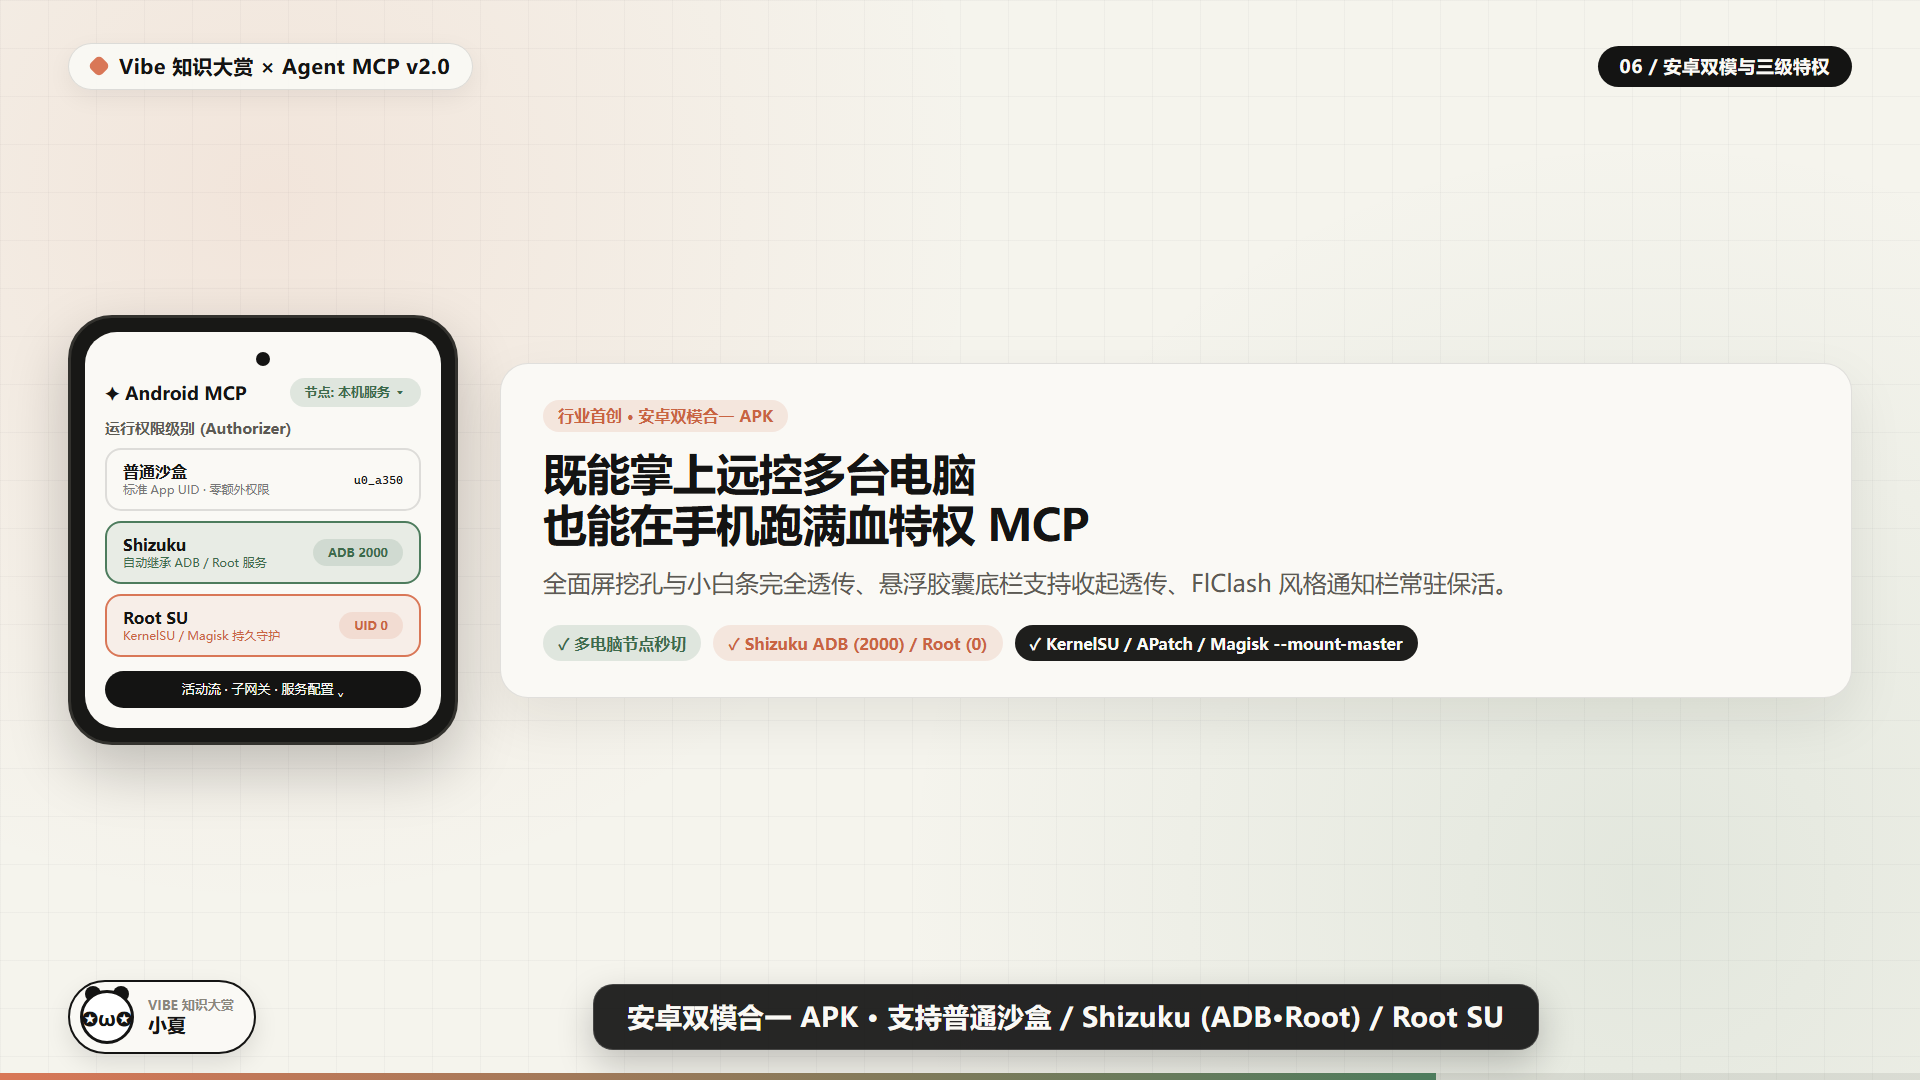 Vibe 知识大赏 × Agent MCP v2.0
06 / 安卓双模与三级特权
✦ Android MCP
节点: 本机服务
运行权限级别 (Authorizer)
普通沙盒
标准 App UID · 零额外权限
u0_a350
Shizuku
自动继承 ADB / Root 服务
ADB 2000
Root SU
KernelSU / Magisk 持久守护
UID 0
活动流 · 子网关 · 服务配置 ⌄
行业首创 • 安卓双模合一 APK
既能掌上远控多台电脑
也能在手机跑满血特权 MCP
全面屏挖孔与小白条完全透传、悬浮胶囊底栏支持收起透传、FlClash 风格通知栏常驻保活。
✓ 多电脑节点秒切
✓ Shizuku ADB (2000) / Root (0)
✓ KernelSU / APatch / Magisk --mount-master
✪ω✪
VIBE 知识大赏
小夏
安卓双模合一 APK • 支持普通沙盒 / Shizuku (ADB•Root) / Root SU